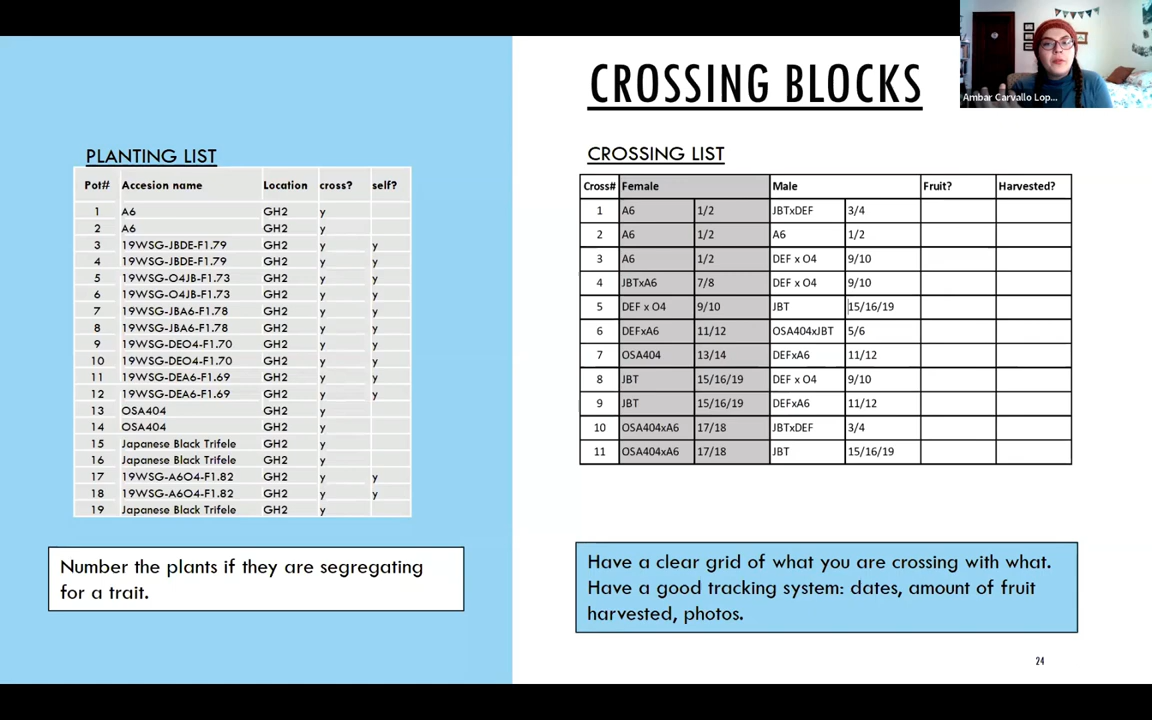 CROSSING BLOCKS
Ambar Carvallo Lop...
PLANTING LIST
Pot# Accesion name Location cross? self?
1 A6 GH2 y
2 A6 GH2 y
3 19WSG-JBDE-F1.79 GH2 y y
4 19WSG-JBDE-F1.79 GH2 y y
5 19WSG-O4JB-F1.73 GH2 y y
6 19WSG-O4JB-F1.73 GH2 y y
7 19WSG-JBA6-F1.78 GH2 y y
8 19WSG-JBA6-F1.78 GH2 y y
9 19WSG-DEO4-F1.70 GH2 y y
10 19WSG-DEO4-F1.70 GH2 y y
11 19WSG-DEA6-F1.69 GH2 y y
12 19WSG-DEA6-F1.69 GH2 y y
13 OSA404 GH2 y
14 OSA404 GH2 y
15 Japanese Black Trifele GH2 y
16 Japanese Black Trifele GH2 y
17 19WSG-A6O4-F1.82 GH2 y y
18 19WSG-A6O4-F1.82 GH2 y y
19 Japanese Black Trifele GH2 y
Number the plants if they are segregating
for a trait.
CROSSING LIST
Cross# Female Male Fruit? Harvested?
1 A6 1/2 JBTxDEF 3/4
2 A6 1/2 A6 1/2
3 A6 1/2 DEF x O4 9/10
4 JBTxA6 7/8 DEF x O4 9/10
5 DEF x O4 9/10 JBT 15/16/19
6 DEFxA6 11/12 OSA404xJBT 5/6
7 OSA404 13/14 DEFxA6 11/12
8 JBT 15/16/19 DEF x O4 9/10
9 JBT 15/16/19 DEFxA6 11/12
10 OSA404xA6 17/18 JBTxDEF 3/4
11 OSA404xA6 17/18 JBT 15/16/19
Have a clear grid of what you are crossing with what.
Have a good tracking system: dates, amount of fruit
harvested, photos.
24